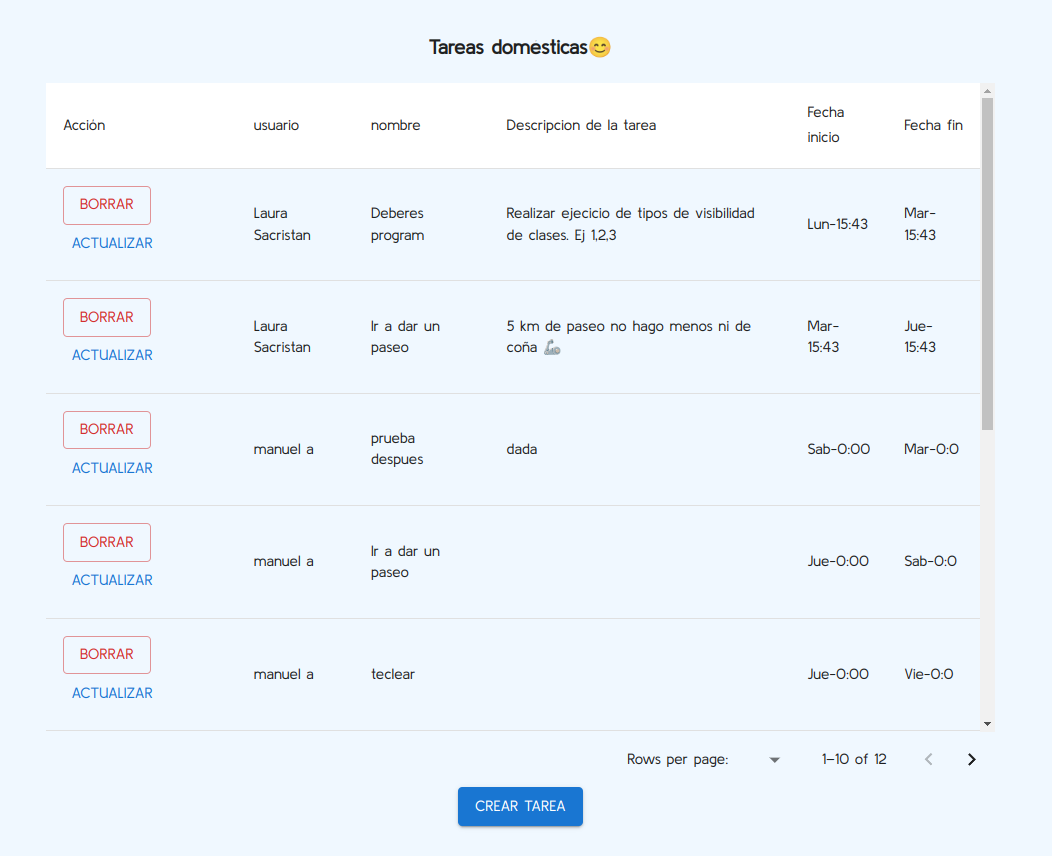 Tareas domésticas😊
Acción usuario nombre Descripcion de la tarea Fecha inicio Fecha fin
BORRAR
ACTUALIZAR
Laura Sacristan
Deberes program
Realizar ejecicio de tipos de visibilidad
de clases. Ej 1,2,3
Lun-15:43
Mar-15:43
BORRAR
ACTUALIZAR
Laura Sacristan
Ir a dar un paseo
5 km de paseo no hago menos ni de
coña 🦾
Mar-15:43
Jue-15:43
BORRAR
ACTUALIZAR
manuel a
prueba despues
dada
Sab-0:00
Mar-0:0
BORRAR
ACTUALIZAR
manuel a
Ir a dar un paseo
Jue-0:00
Sab-0:0
BORRAR
ACTUALIZAR
manuel a
teclear
Jue-0:00
Vie-0:0
Rows per page: 1–10 of 12
CREAR TAREA